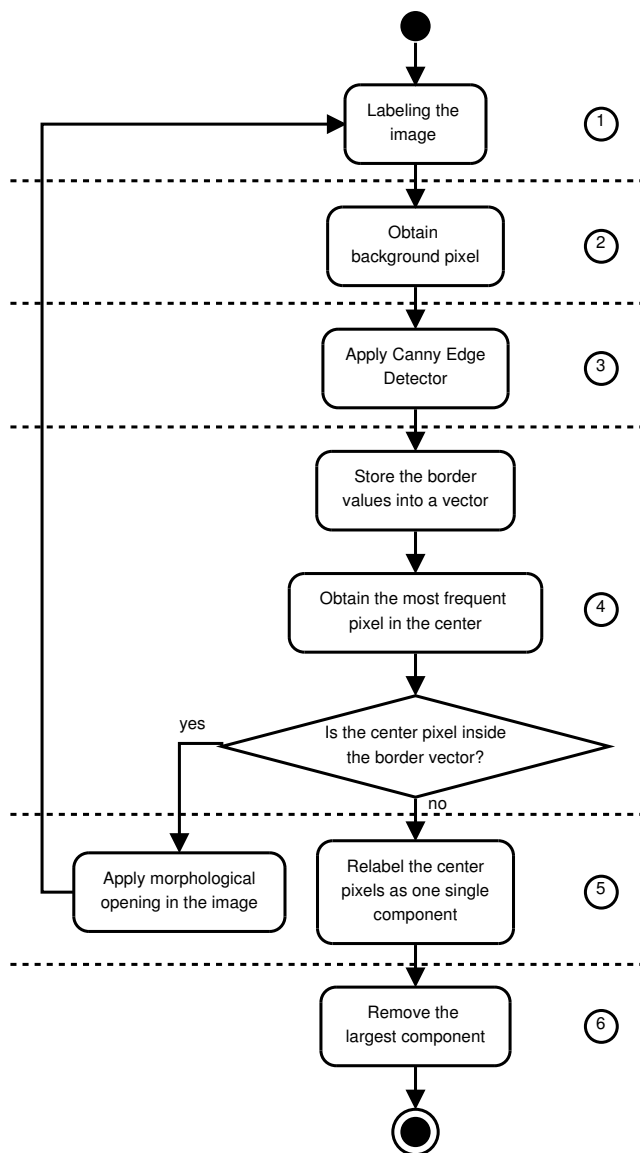 Labeling the
image
1
Obtain
background pixel
2
Apply Canny Edge
Detector
3
Store the border
values into a vector
Obtain the most frequent
pixel in the center
4
Is the center pixel inside
the border vector?
yes
no
Apply morphological
opening in the image
Relabel the center
pixels as one single
component
5
Remove the
largest component
6